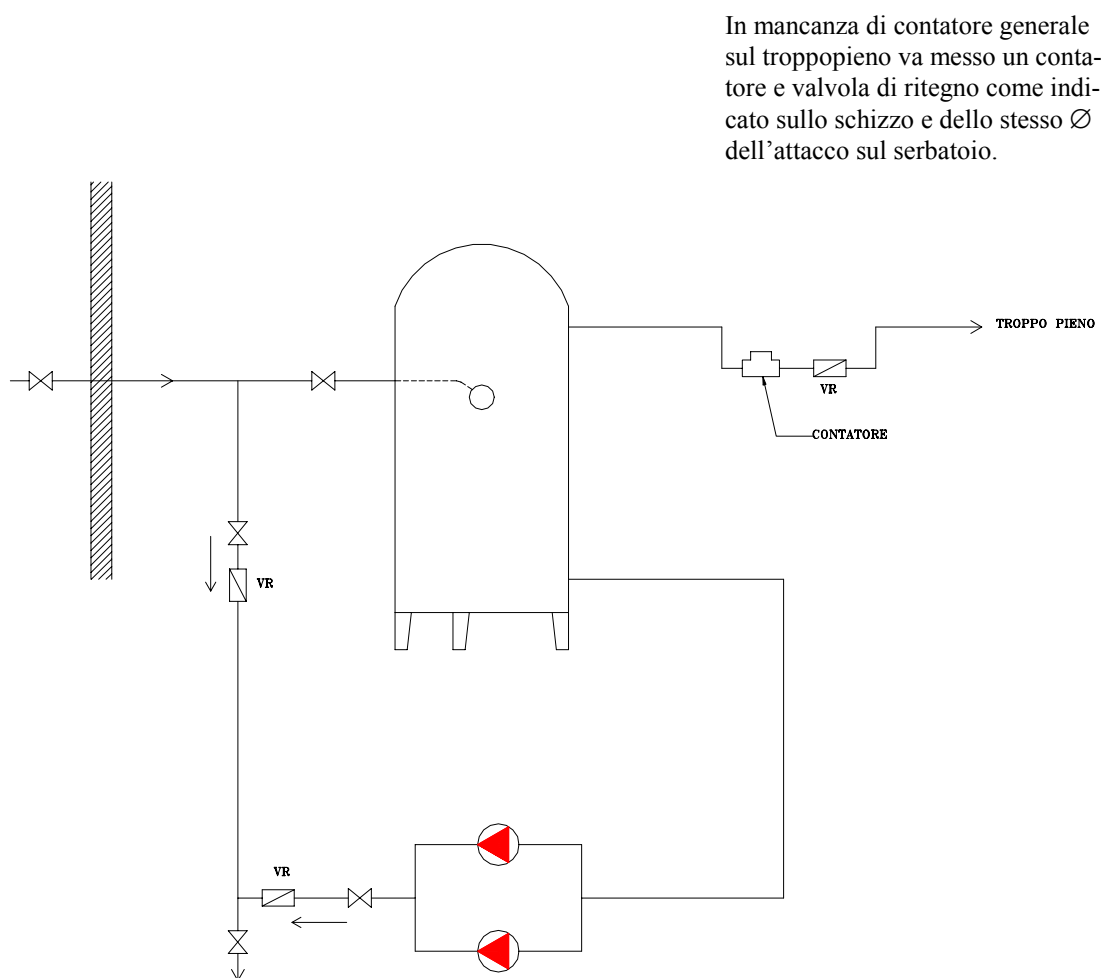 In mancanza di contatore generale
sul troppopieno va messo un conta-
tore e valvola di ritegno come indi-
cato sullo schizzo e dello stesso ∅
dell’attacco sul serbatoio.
TROPPO PIENO
VR
CONTATORE
VR
VR